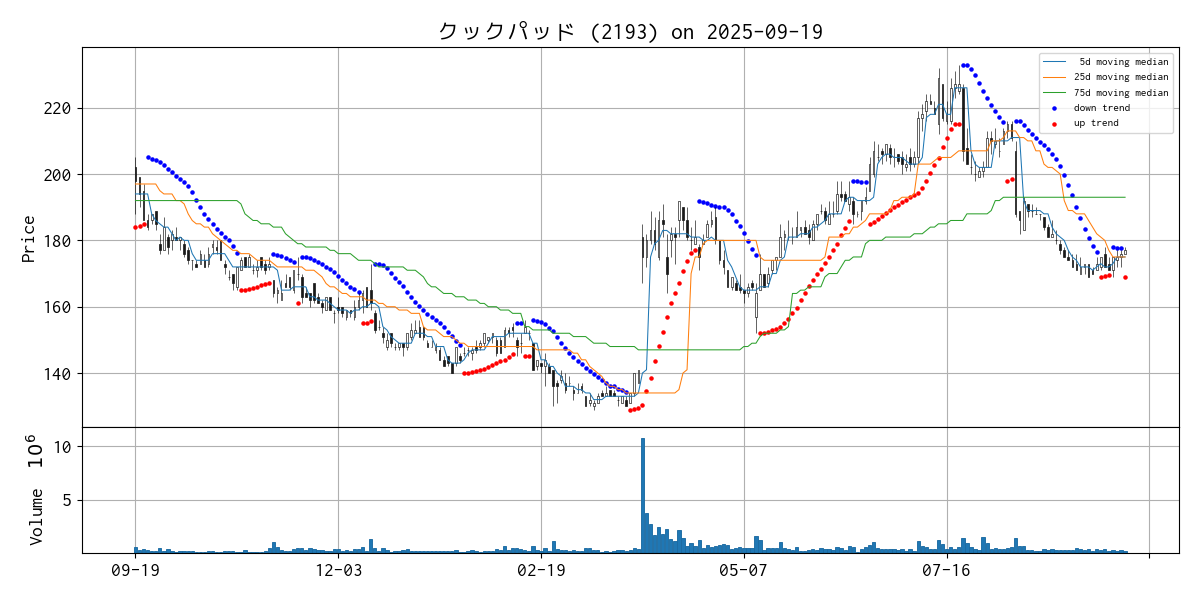 クックパッド (2193) on 2025-09-19
5d moving median
25d moving median
75d moving median
down trend
up trend
Price
220
200
180
160
140
Volume 10^6
10
5
09-19
12-03
02-19
05-07
07-16